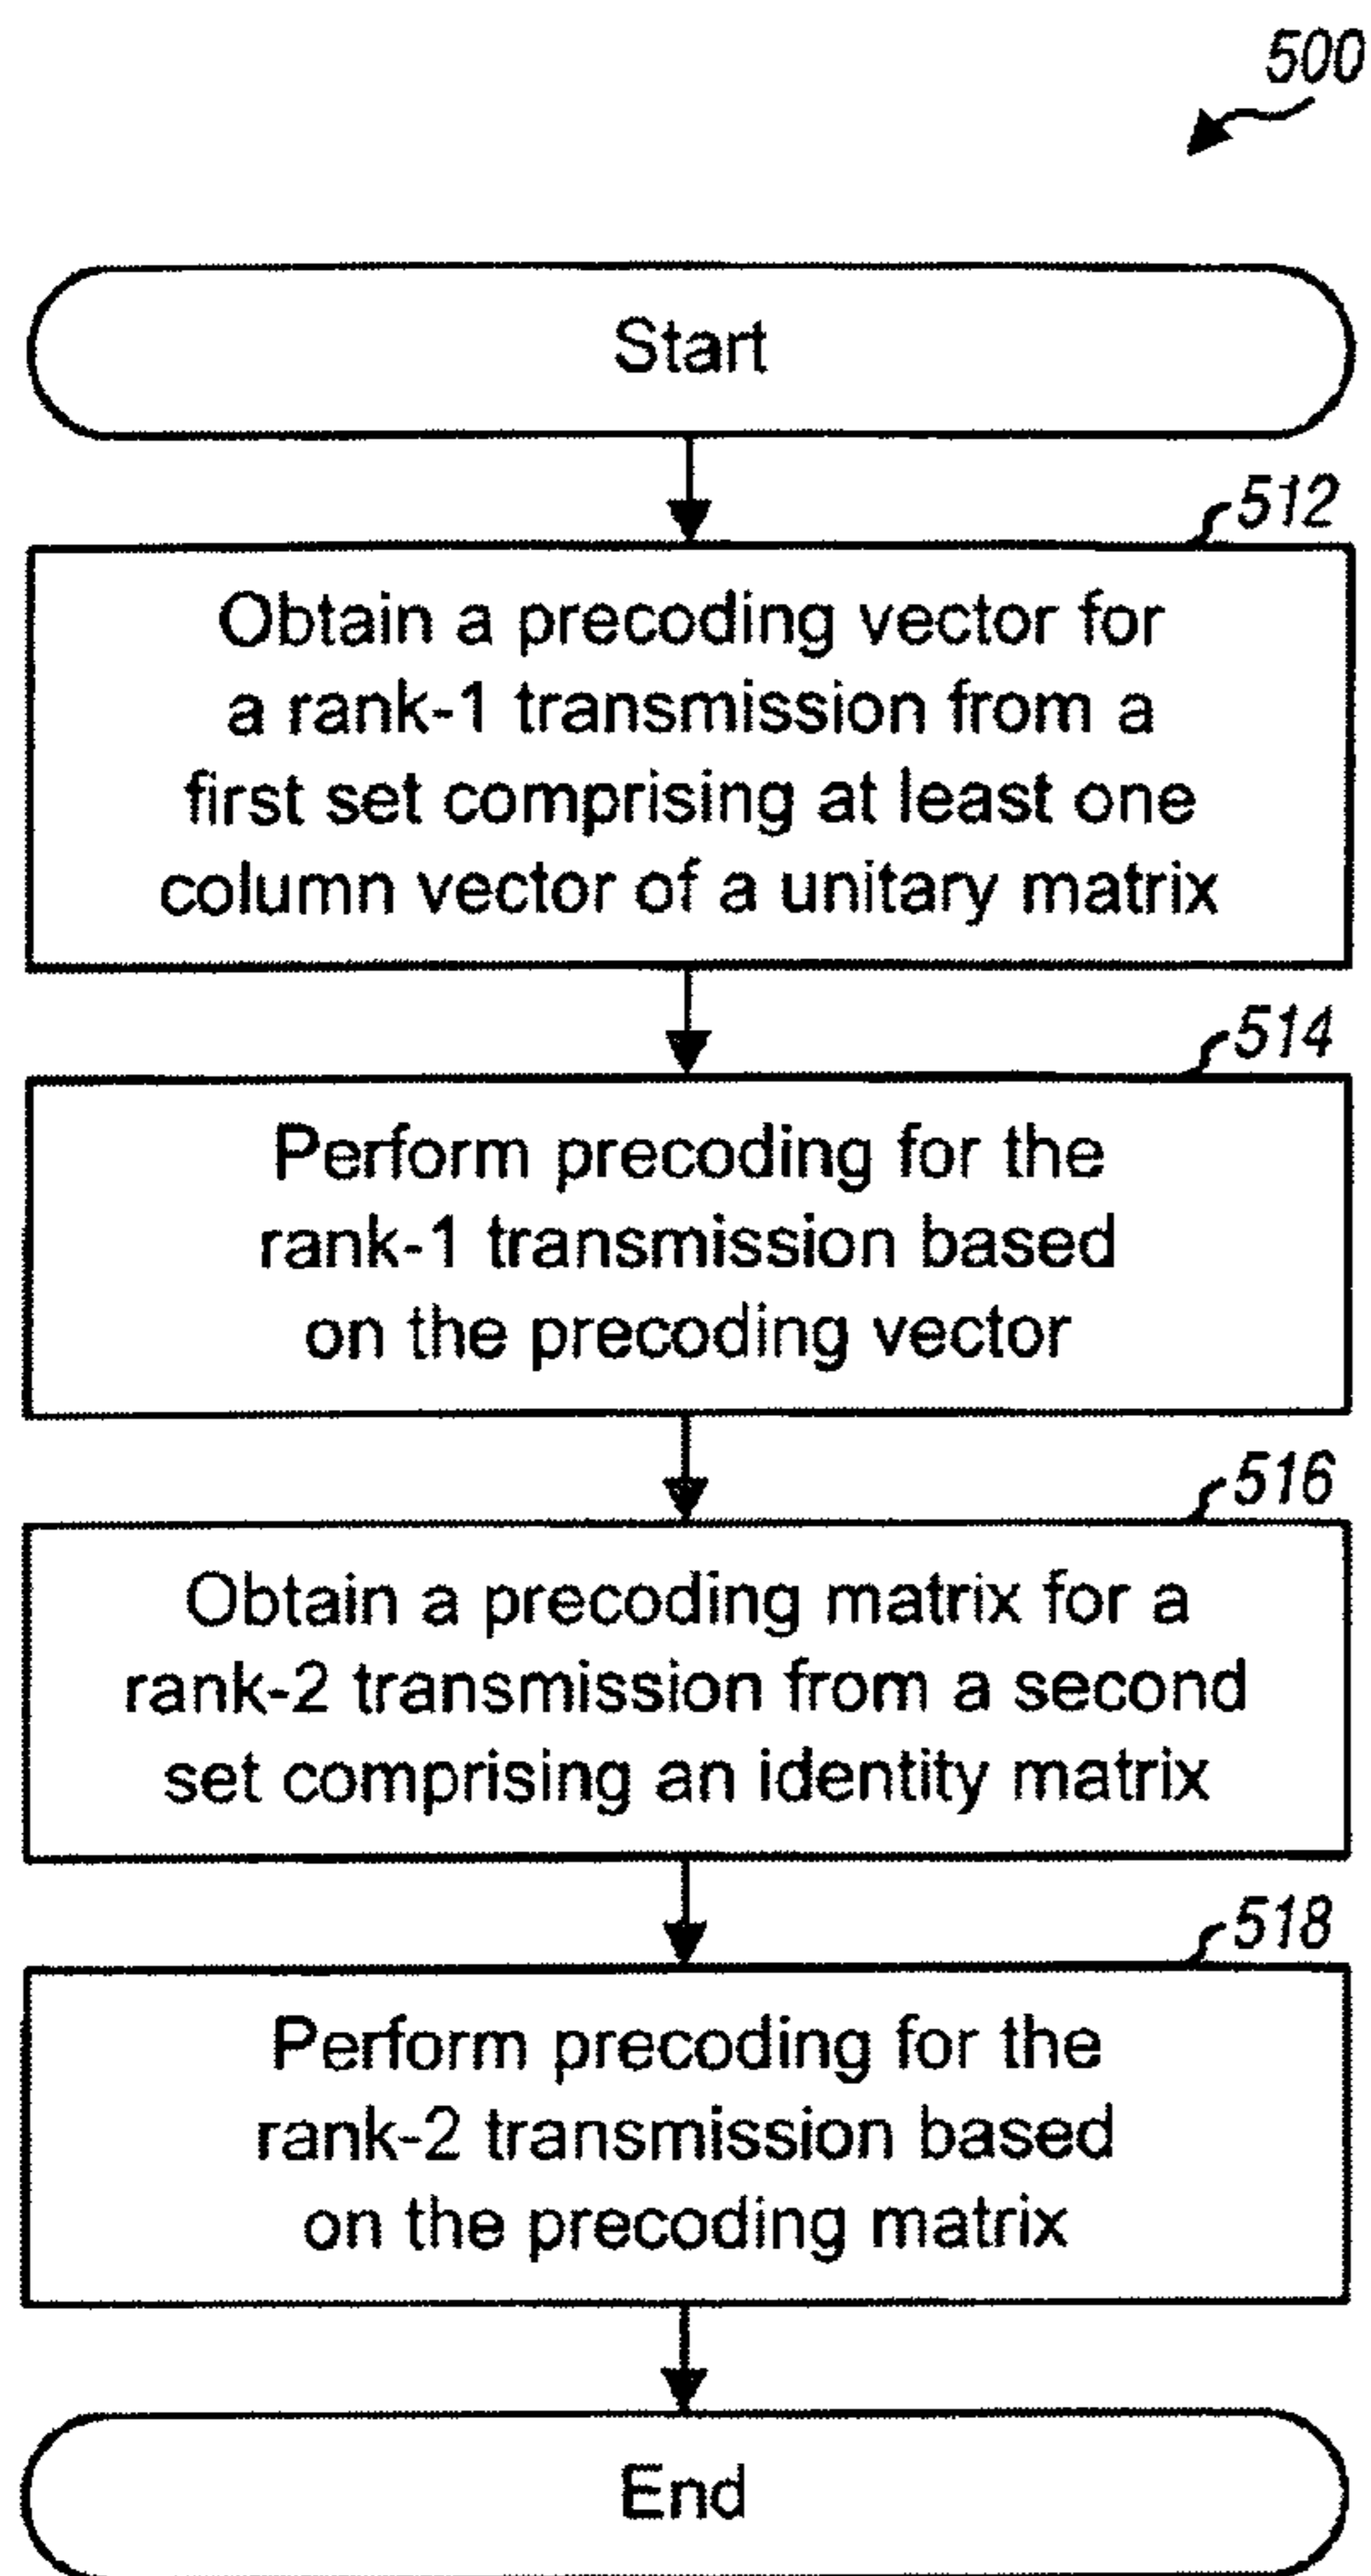 500
Start
512
Obtain a precoding vector for
a rank-1 transmission from a
first set comprising at least one
column vector of a unitary matrix
514
Perform precoding for the
rank-1 transmission based
on the precoding vector
516
Obtain a precoding matrix for a
rank-2 transmission from a second
set comprising an identity matrix
518
Perform precoding for the
rank-2 transmission based
on the precoding matrix
End